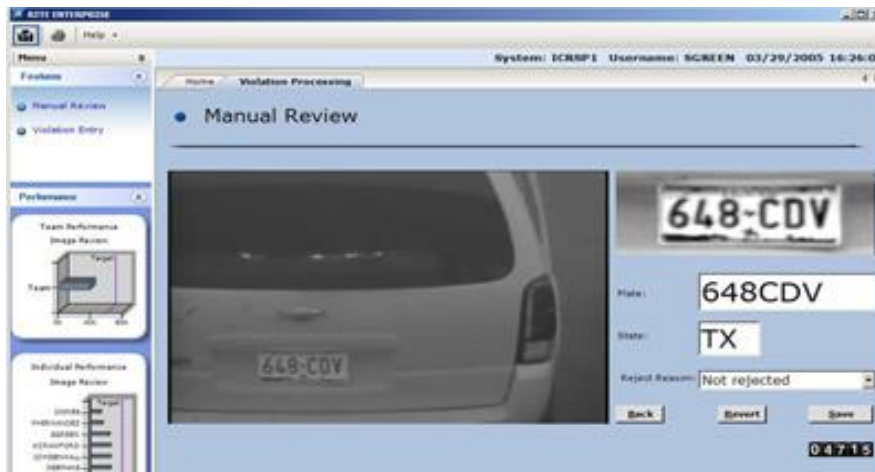 RITE ENTERPRISE
Help
Menu
System: ICRSP1 Username: SGREEN 03/29/2005 16:26:0
Features
Home
Violation Processing
Manual Review
Violation Entry
Manual Review
Performance
Team Performance
Image Review
Target
Team
648-CDV
648-CDV
Plate:
648CDV
State:
TX
Reject Reason:
Not rejected
Back
Revert
Save
04715
Individual Performance
Image Review
Target